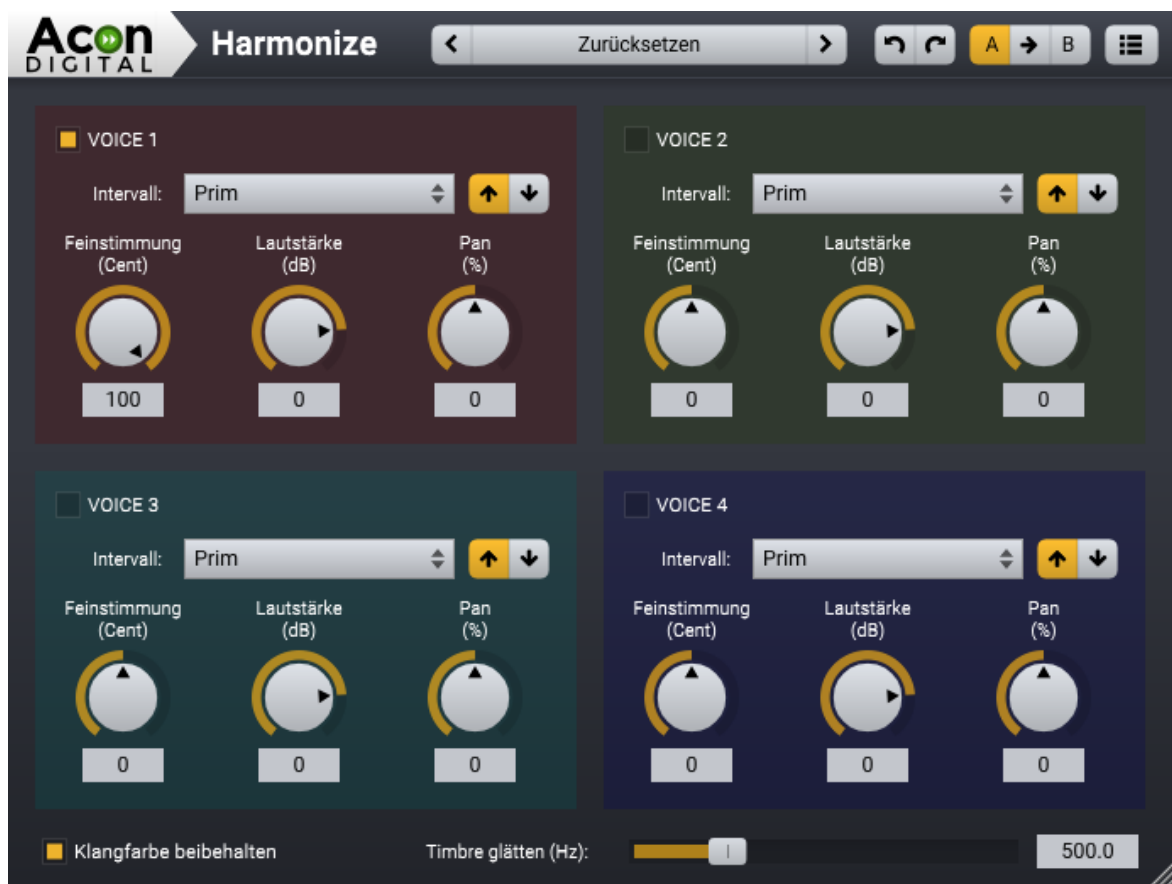 Acon
DIGITAL
Harmonize
Zurücksetzen
A
B
VOICE 1
Intervall:
Prim
Feinstimmung
(Cent)
Lautstärke
(dB)
Pan
(%)
100
0
0
VOICE 2
Intervall:
Prim
Feinstimmung
(Cent)
Lautstärke
(dB)
Pan
(%)
0
0
0
VOICE 3
Intervall:
Prim
Feinstimmung
(Cent)
Lautstärke
(dB)
Pan
(%)
0
0
0
VOICE 4
Intervall:
Prim
Feinstimmung
(Cent)
Lautstärke
(dB)
Pan
(%)
0
0
0
Klangfarbe beibehalten
Timbre glätten (Hz):
500.0